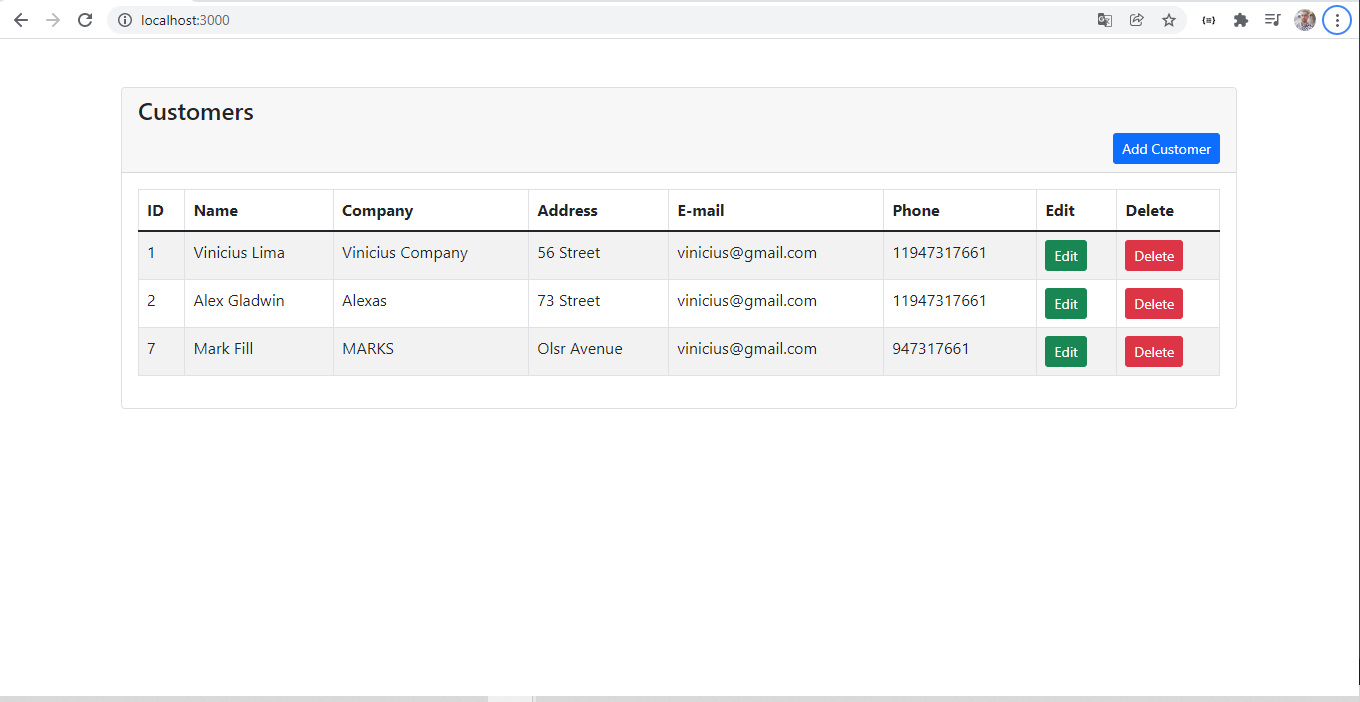 localhost:3000
Customers
Add Customer
ID Name Company Address E-mail Phone Edit Delete
1 Vinicius Lima Vinicius Company 56 Street vinicius@gmail.com 11947317661 Edit Delete
2 Alex Gladwin Alexas 73 Street vinicius@gmail.com 11947317661 Edit Delete
7 Mark Fill MARKS Olsr Avenue vinicius@gmail.com 947317661 Edit Delete